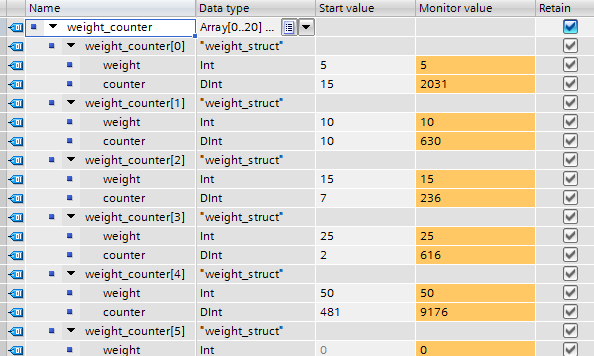 Name Data type Start value Monitor value Retain
weight_counter Array[0..20] ...
weight_counter[0] "weight_struct"
weight Int 5 5
counter DInt 15 2031
weight_counter[1] "weight_struct"
weight Int 10 10
counter DInt 10 630
weight_counter[2] "weight_struct"
weight Int 15 15
counter DInt 7 236
weight_counter[3] "weight_struct"
weight Int 25 25
counter DInt 2 616
weight_counter[4] "weight_struct"
weight Int 50 50
counter DInt 481 9176
weight_counter[5] "weight_struct"
weight Int 0 0